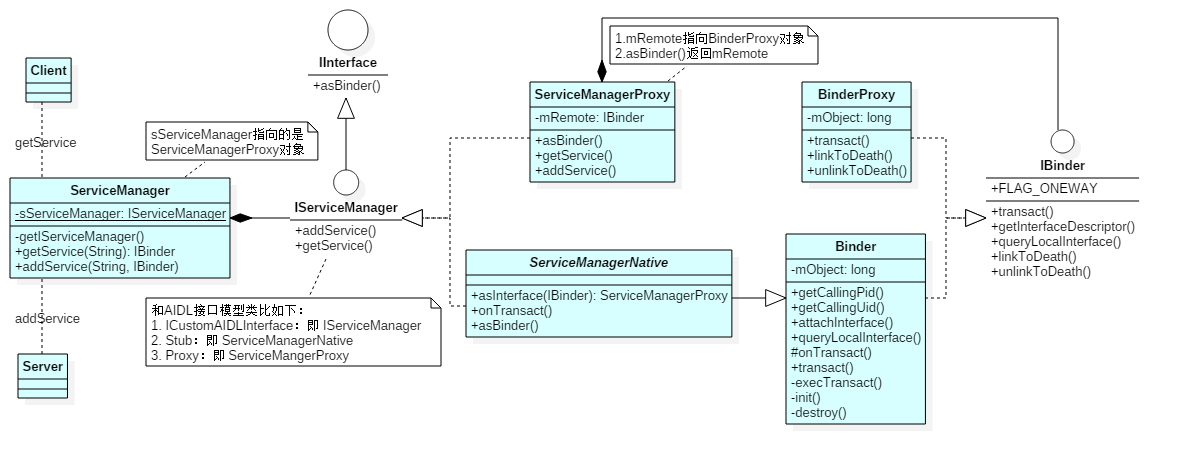 Client
getService
sServiceManager指向的是
ServiceManagerProxy对象
ServiceManager
-sServiceManager: IServiceManager
-getIServiceManager()
+getService(String): IBinder
+addService(String, IBinder)
addService
Server
IInterface
+asBinder()
IServiceManager
+addService()
+getService()
和AIDL接口模型类比如下：
1. ICustomAIDLInterface：即 IServiceManager
2. Stub：即 ServiceManagerNative
3. Proxy：即 ServiceMangerProxy
1.mRemote指向BinderProxy对象
2.asBinder()返回mRemote
ServiceManagerProxy
-mRemote: IBinder
+asBinder()
+getService()
+addService()
BinderProxy
-mObject: long
+transact()
+linkToDeath()
+unlinkToDeath()
IBinder
+FLAG_ONEWAY
+transact()
+getInterfaceDescriptor()
+queryLocalInterface()
+linkToDeath()
+unlinkToDeath()
ServiceManagerNative
+asInterface(IBinder): ServiceManagerProxy
+onTransact()
+asBinder()
Binder
-mObject: long
+getCallingPid()
+getCallingUid()
+attachInterface()
+queryLocalInterface()
#onTransact()
+transact()
-execTransact()
-init()
-destroy()